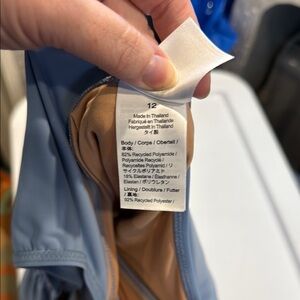 12
Made in Thailand
Fabriqué en Thaïlande
Hergestellt in Thailand
タイ製
Body / Corps / Oberteil /
本体:
82% Recycled Polyamide /
Polyamide Recyclé /
Recyceltes Polyamid / リ
サイクルポリアミド
18% Elastane / Élasthanne /
Elastan / ポリウレタン
Lining / Doublure / Futter
/ 裏地:
92% Recycled Polyester /